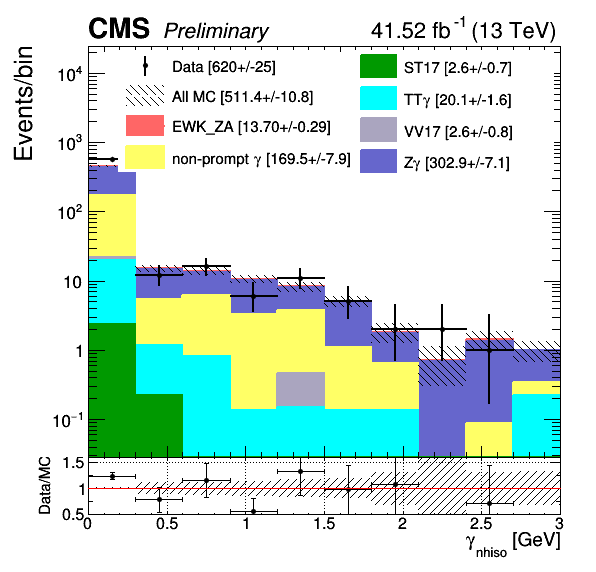 CMS Preliminary 41.52 fb⁻¹ (13 TeV)
Events/bin
Data [620+/-25]
All MC [511.4+/-10.8]
EWK_ZA [13.70+/-0.29]
non-prompt γ [169.5+/-7.9]
ST17 [2.6+/-0.7]
TTγ [20.1+/-1.6]
VV17 [2.6+/-0.8]
Zγ [302.9+/-7.1]
10⁴
10³
10²
10
1
10⁻¹
Data/MC
1.5
1
0.5
0 0.5 1 1.5 2 2.5 3
γnhiso [GeV]